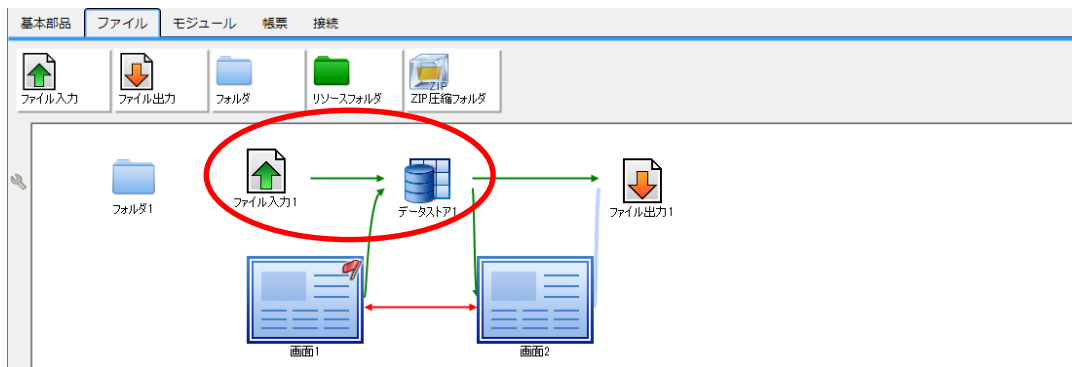 基本部品 ファイル モジュール 帳票 接続
ファイル入力 ファイル出力 フォルダ リソースフォルダ ZIP ZIP圧縮フォルダ
フォルダ1 ファイル入力1 データストア1 ファイル出力1
画面1 画面2